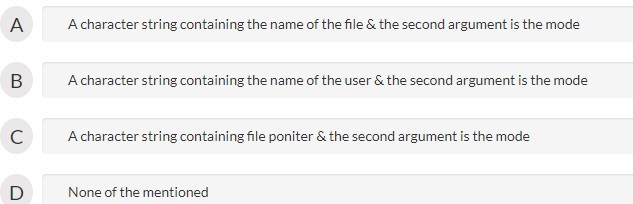 A A character string containing the name of the file & the second argument is the mode
B A character string containing the name of the user & the second argument is the mode
C A character string containing file poniter & the second argument is the mode
D None of the mentioned